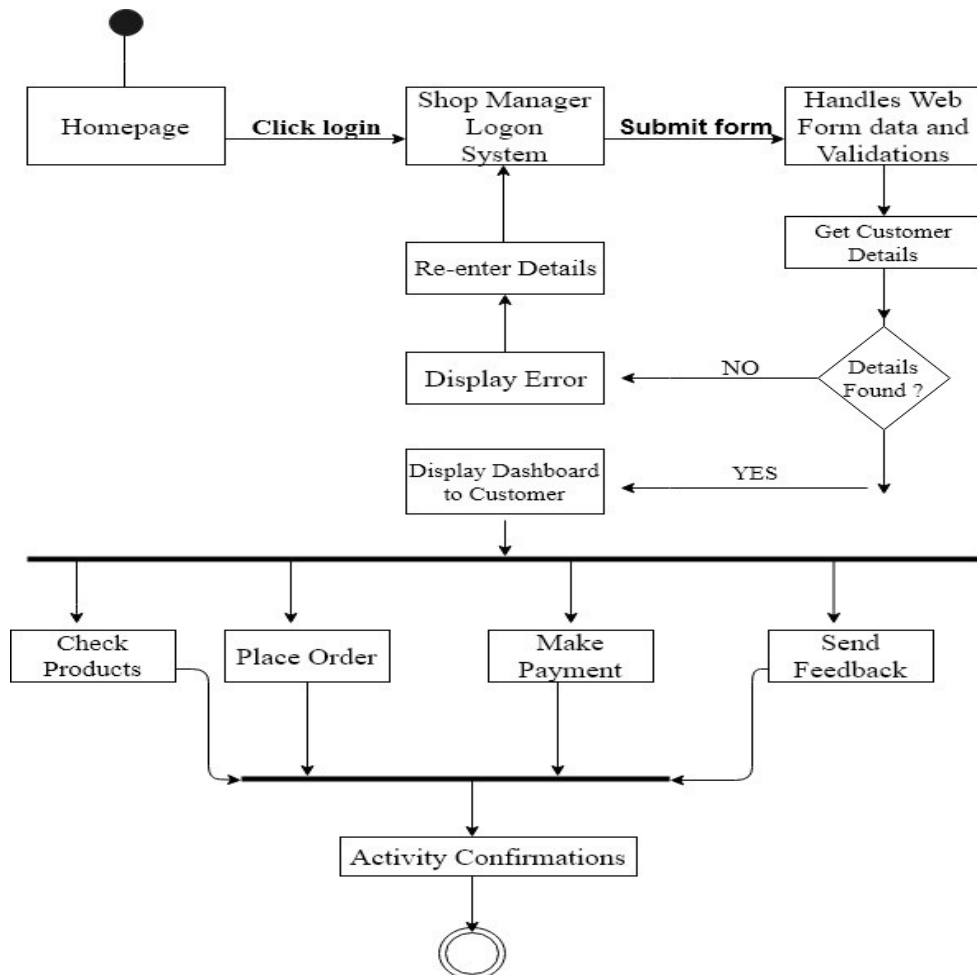 Homepage
Click login
Shop Manager
Logon
System
Submit form
Handles Web
Form data and
Validations
Get Customer
Details
Re-enter Details
Display Error
NO
Details
Found ?
Display Dashboard
to Customer
YES
Check
Products
Place Order
Make
Payment
Send
Feedback
Activity Confirmations